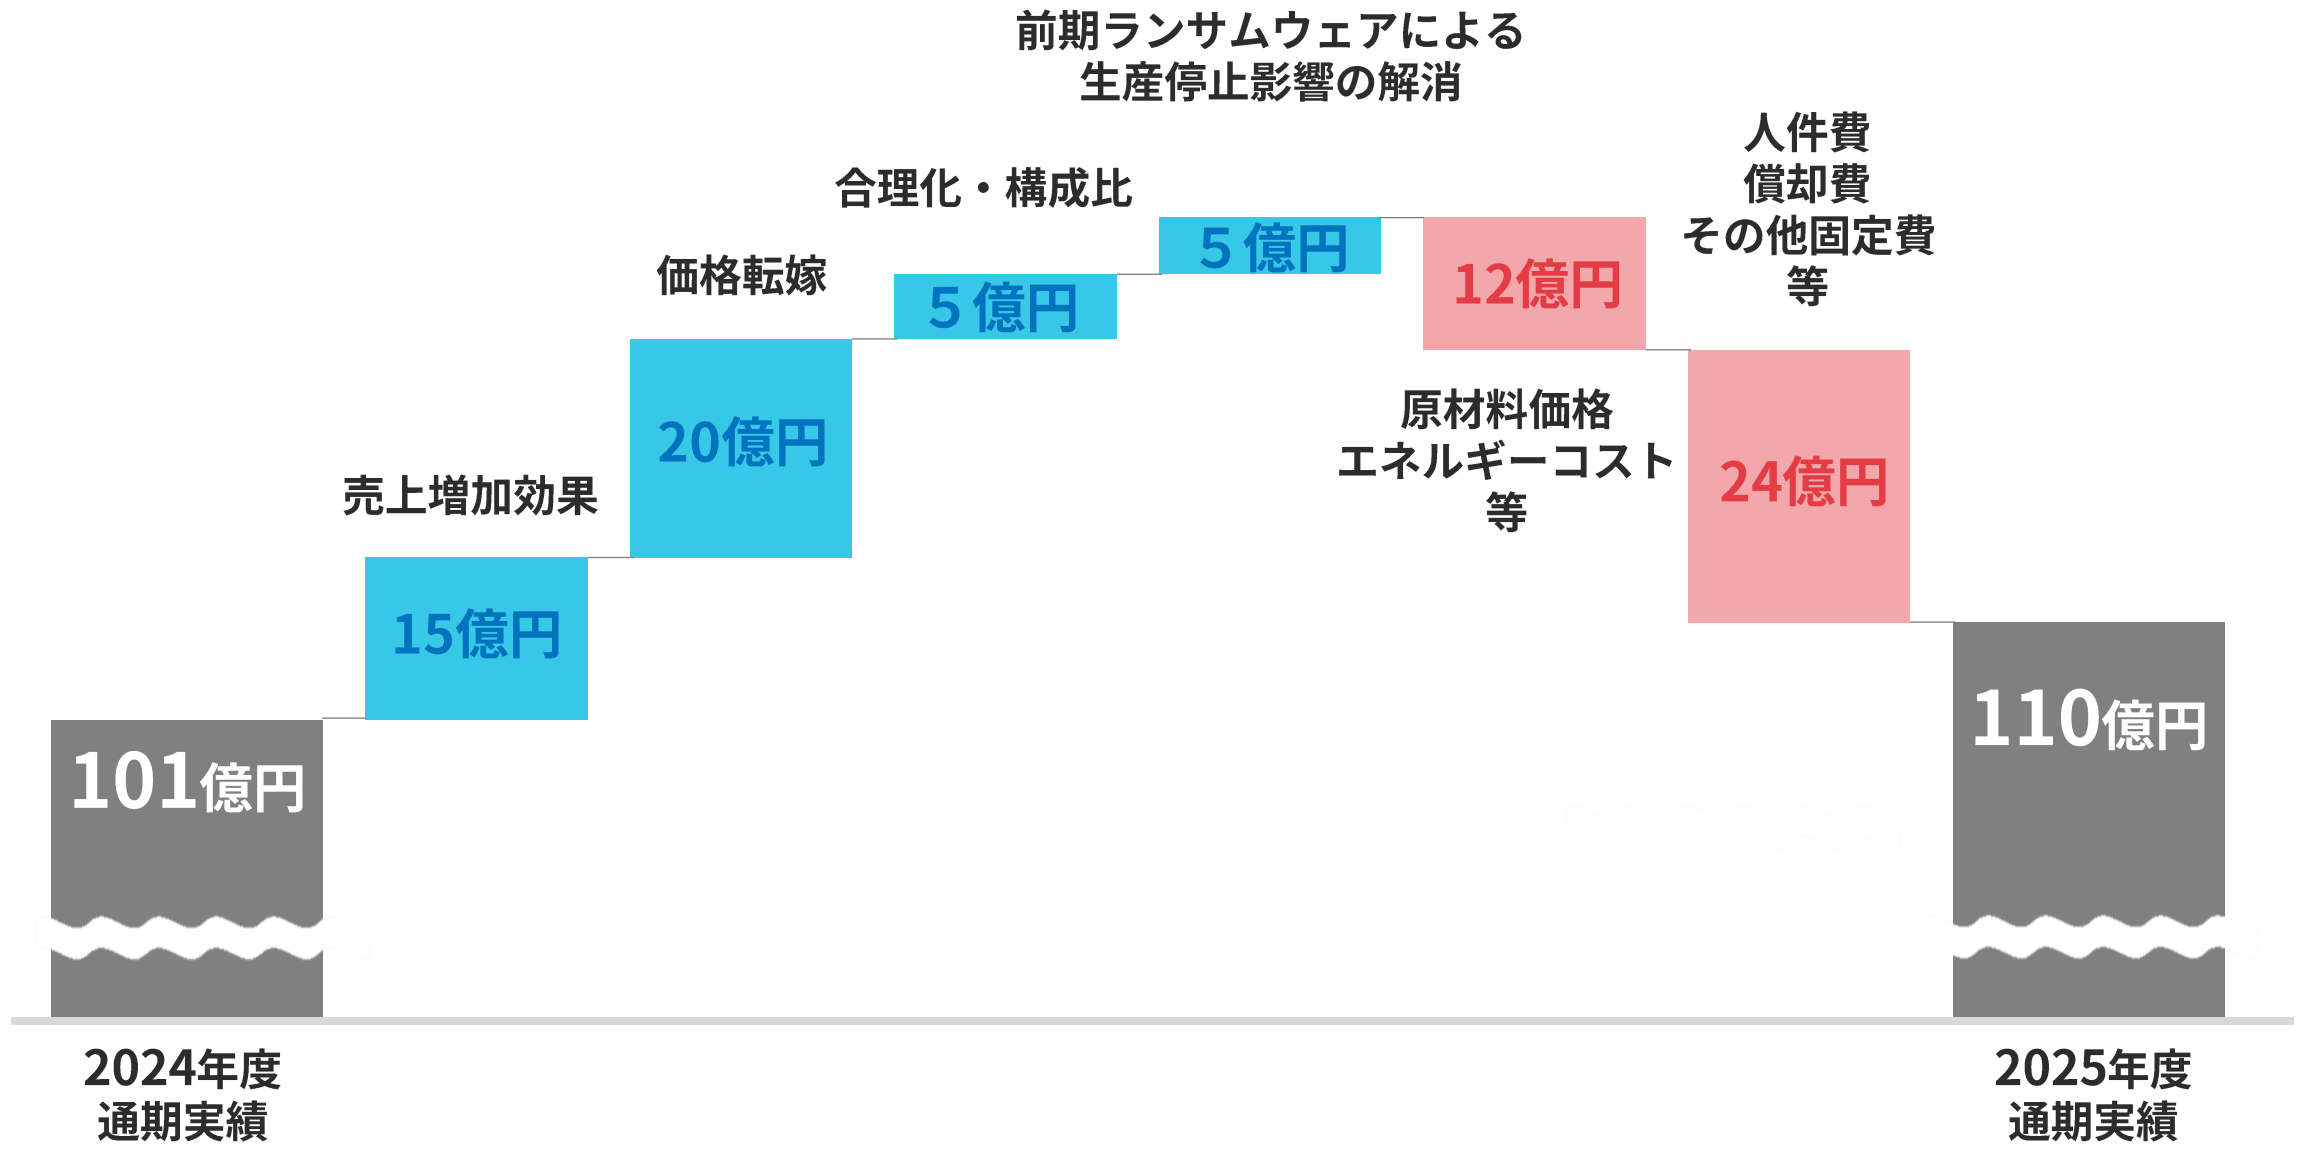 前期ランサムウェアによる
生産停止影響の解消
人件費
償却費
その他固定費
等
合理化・構成比
5 億円
価格転嫁
5 億円
12億円
20億円
原材料価格
エネルギーコスト
等
24億円
売上増加効果
15億円
101億円
110億円
2024年度
通期実績
2025年度
通期実績